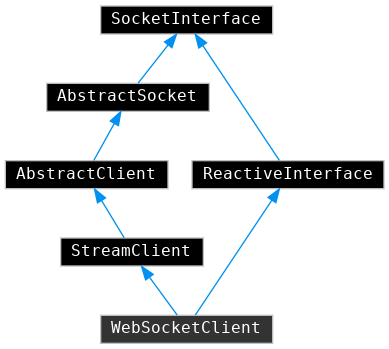 SocketInterface
AbstractSocket
AbstractClient
ReactiveInterface
StreamClient
WebSocketClient